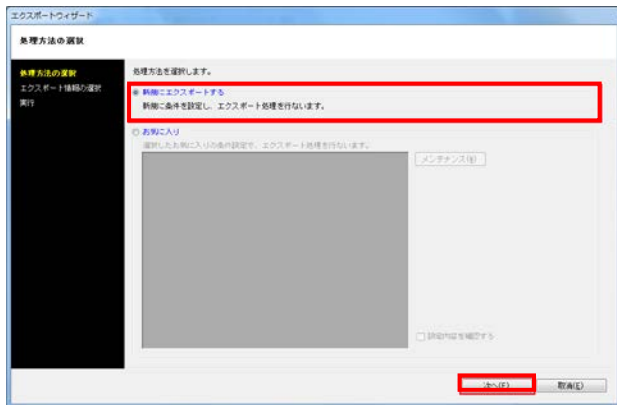 エクスポートウィザード
処理方法の選択
処理方法の選択
エクスポート情報の選択
実行
処理方法を選択します。
新規にエクスポートする
新規に条件を設定し、エクスポート処理を行ないます。
お気に入り
選択したお気に入りの条件設定で、エクスポート処理を行ないます。
メンテナンス(M)
設定内容を確認する
次へ(F)
取消(E)